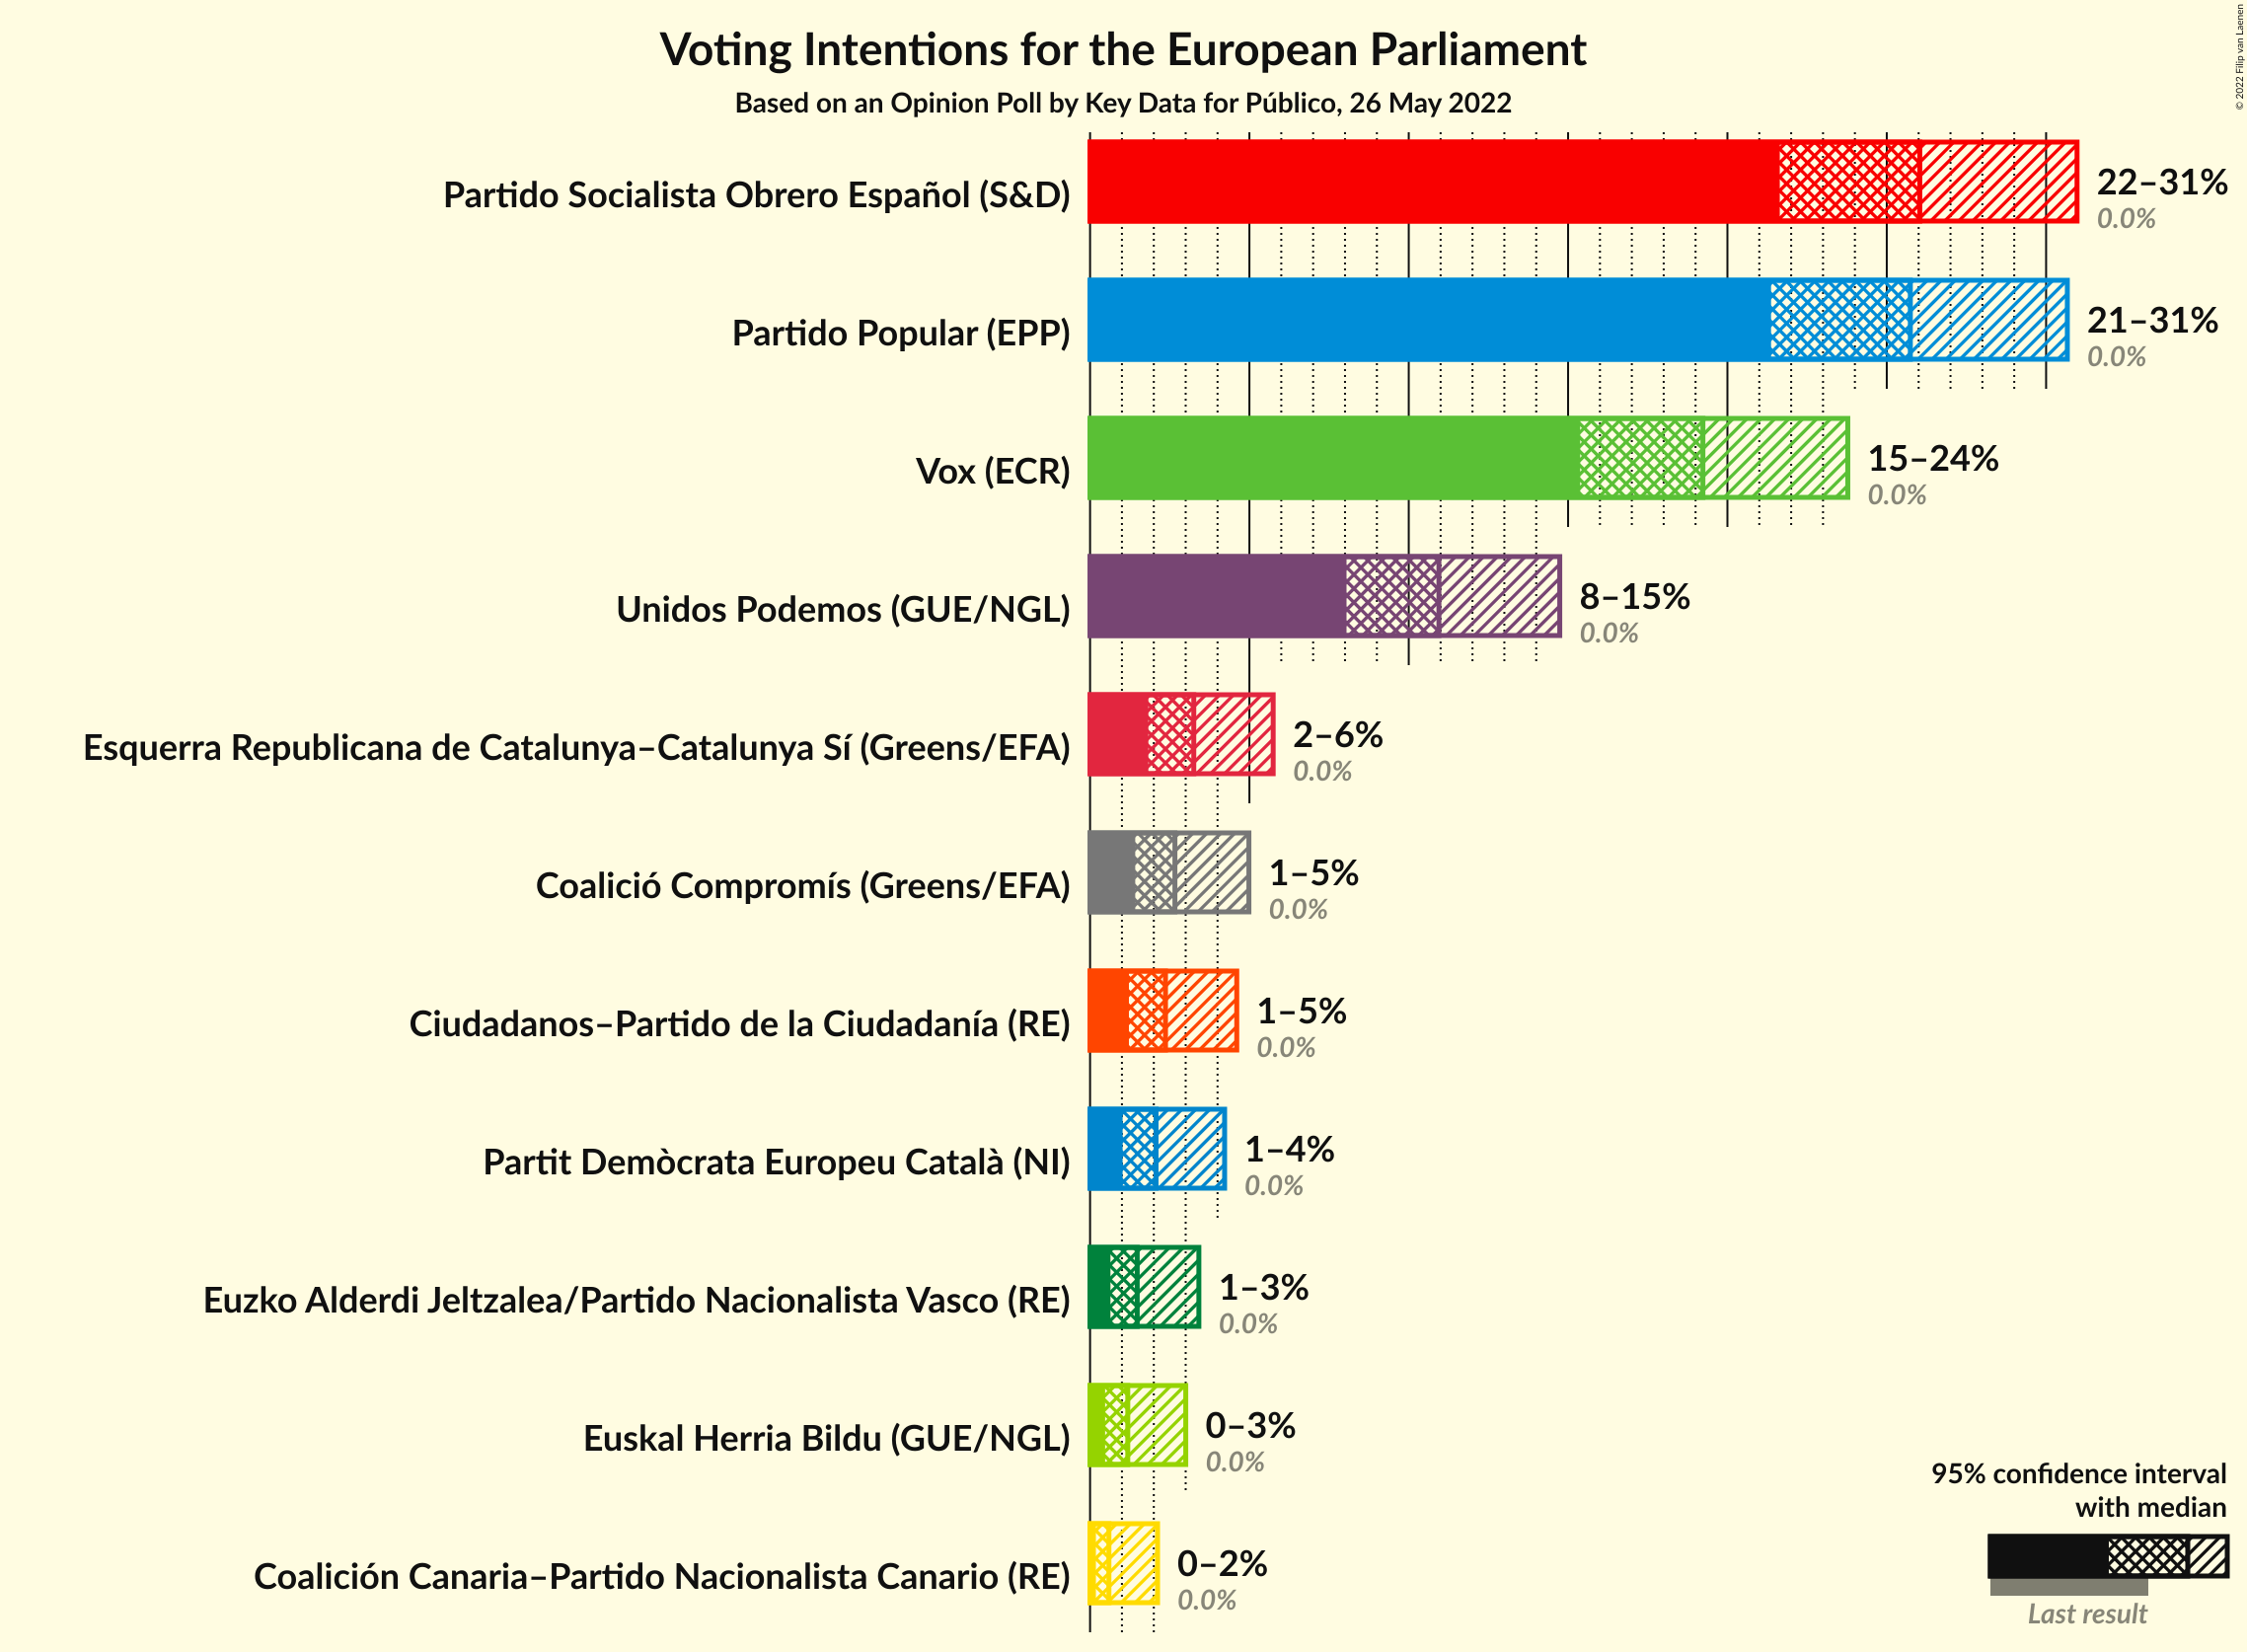 Voting Intentions for the European Parliament
Based on an Opinion Poll by Key Data for Público, 26 May 2022
© 2022 Filip van Laenen
Partido Socialista Obrero Español (S&D)
22–31%
0.0%
Partido Popular (EPP)
21–31%
0.0%
Vox (ECR)
15–24%
0.0%
Unidos Podemos (GUE/NGL)
8–15%
0.0%
Esquerra Republicana de Catalunya–Catalunya Sí (Greens/EFA)
2–6%
0.0%
Coalició Compromís (Greens/EFA)
1–5%
0.0%
Ciudadanos–Partido de la Ciudadanía (RE)
1–5%
0.0%
Partit Demòcrata Europeu Català (NI)
1–4%
0.0%
Euzko Alderdi Jeltzalea/Partido Nacionalista Vasco (RE)
1–3%
0.0%
Euskal Herria Bildu (GUE/NGL)
0–3%
0.0%
Coalición Canaria–Partido Nacionalista Canario (RE)
0–2%
0.0%
95% confidence interval
with median
Last result